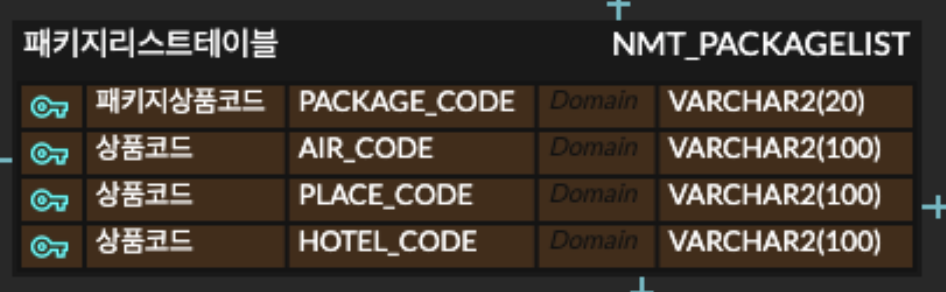 패키지리스트테이블 NMT_PACKAGELIST
패키지상품코드 PACKAGE_CODE Domain VARCHAR2(20)
상품코드 AIR_CODE Domain VARCHAR2(100)
상품코드 PLACE_CODE Domain VARCHAR2(100)
상품코드 HOTEL_CODE Domain VARCHAR2(100)